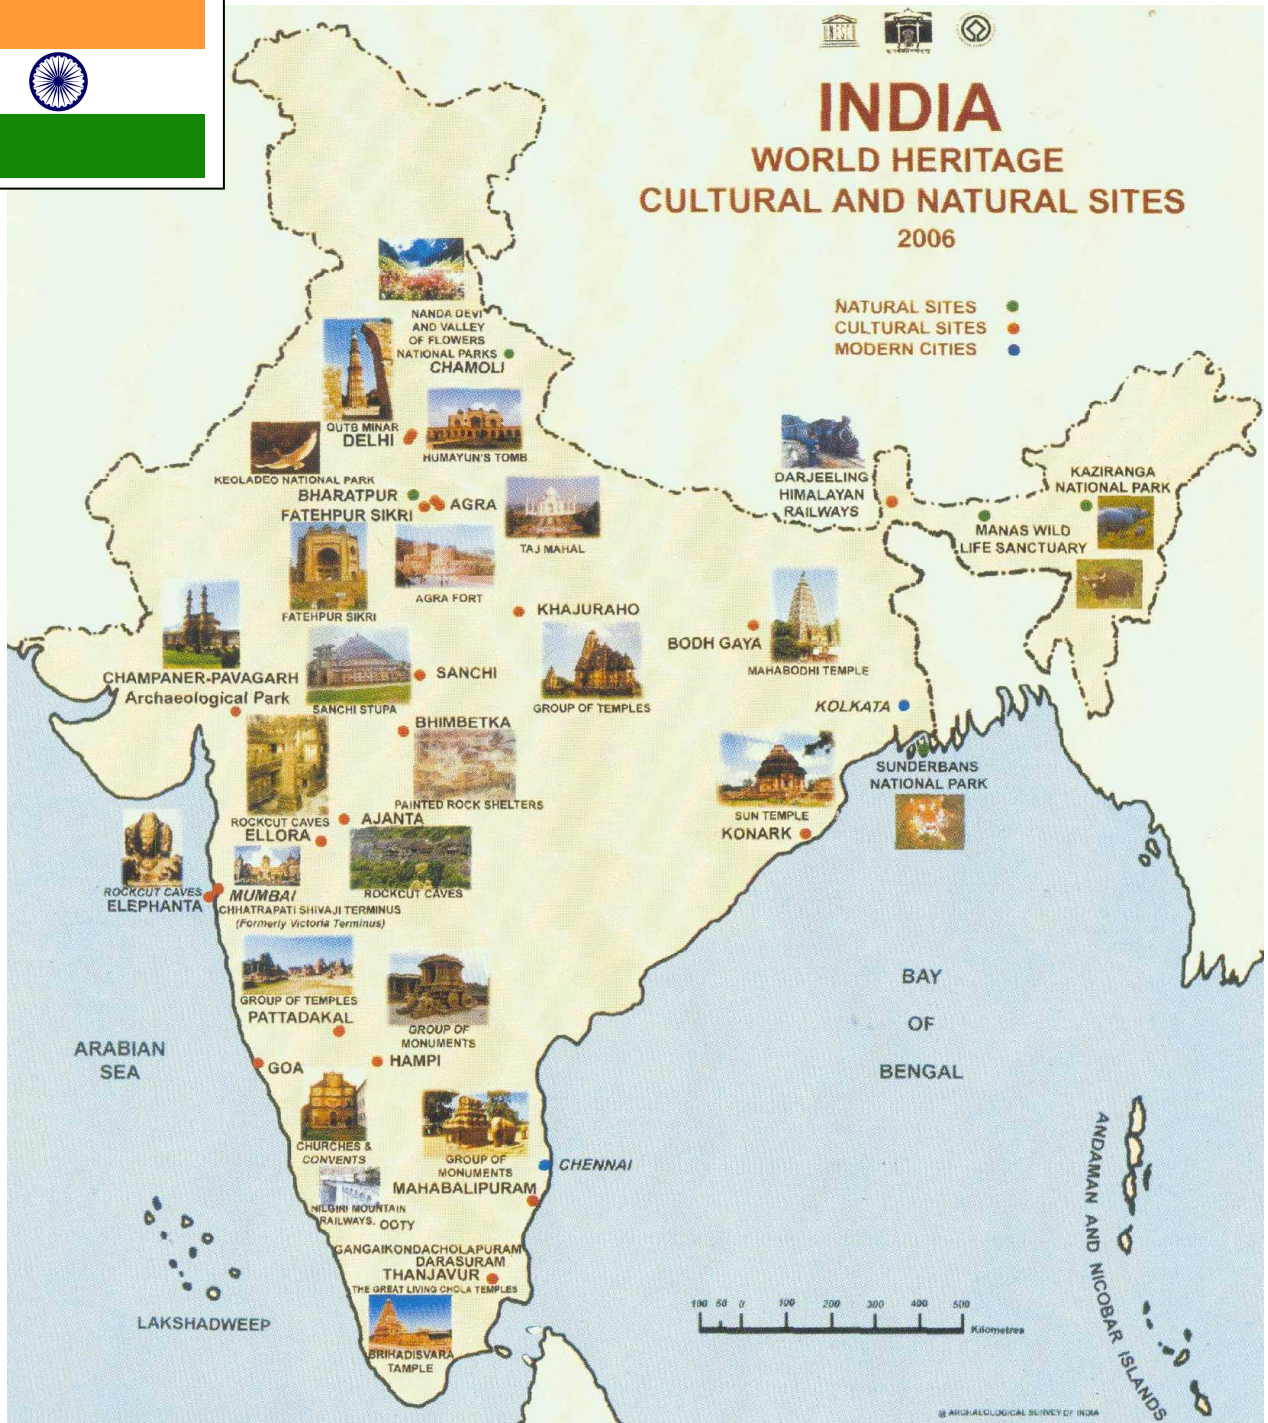 UNESCO
INDIA
WORLD HERITAGE
CULTURAL AND NATURAL SITES
2006
NATURAL SITES
CULTURAL SITES
MODERN CITIES
NANDA DEVI
AND VALLEY
OF FLOWERS
NATIONAL PARKS
CHAMOLI
QUTB MINAR
DELHI
HUMAYUN'S TOMB
KEOLADEO NATIONAL PARK
BHARATPUR
FATEHPUR SIKRI
AGRA
TAJ MAHAL
AGRA FORT
FATEHPUR SIKRI
DARJEELING
HIMALAYAN
RAILWAYS
KAZIRANGA
NATIONAL PARK
MANAS WILD
LIFE SANCTUARY
KHAJURAHO
GROUP OF TEMPLES
BODH GAYA
MAHABODHI TEMPLE
CHAMPANER-PAVAGARH
Archaeological Park
SANCHI
SANCHI STUPA
KOLKATA
BHIMBETKA
PAINTED ROCK SHELTERS
SUNDERBANS
NATIONAL PARK
SUN TEMPLE
KONARK
ROCKCUT CAVES
ELLORA
AJANTA
ROCKCUT CAVES
ROCKCUT CAVES
ELEPHANTA
MUMBAI
CHHATRAPATI SHIVAJI TERMINUS
(Formerly Victoria Terminus)
GROUP OF TEMPLES
PATTADAKAL
GROUP OF
MONUMENTS
HAMPI
GOA
CHURCHES &
CONVENTS
ARABIAN
SEA
BAY
OF
BENGAL
GROUP OF
MONUMENTS
MAHABALIPURAM
CHENNAI
NILGIRI MOUNTAIN
RAILWAYS. OOTY
GANGAIKONDACHOLAPURAM
DARASURAM
THANJAVUR
THE GREAT LIVING CHOLA TEMPLES
BRIHADISVARA
TAMPLE
LAKSHADWEEP
ANDAMAN AND NICOBAR ISLANDS
100 50 0 100 200 300 400 500
Kilometres
@ ARCHAEOLOGICAL SURVEY OF INDIA